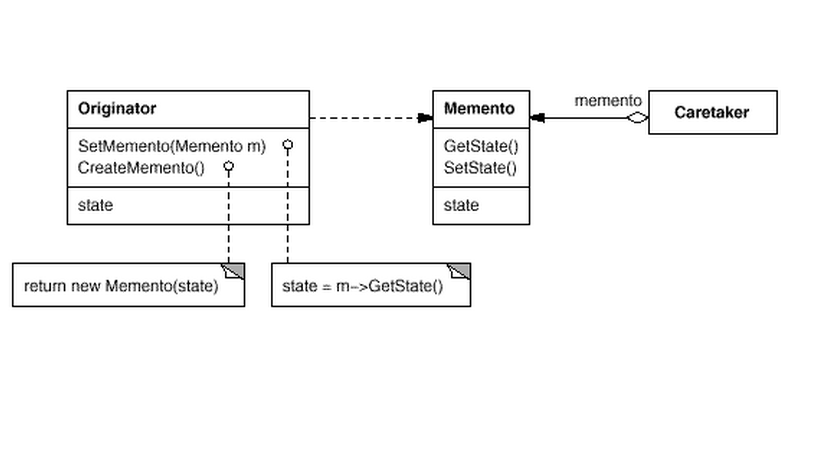 Originator
SetMemento(Memento m)
CreateMemento()
state
Memento
GetState()
SetState()
state
memento
Caretaker
return new Memento(state)
state = m–>GetState()